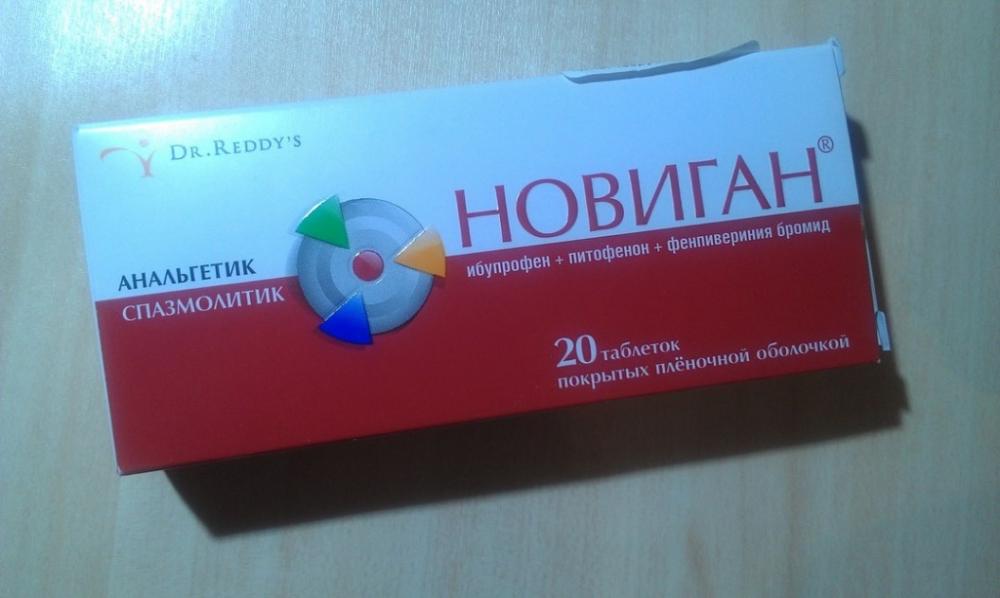 DR.REDDY'S
НОВИГАН®
ибупрофен + питофенон + фенпивериния бромид
АНАЛЬГЕТИК
СПАЗМОЛИТИК
20 таблеток
покрытых плёночной оболочкой